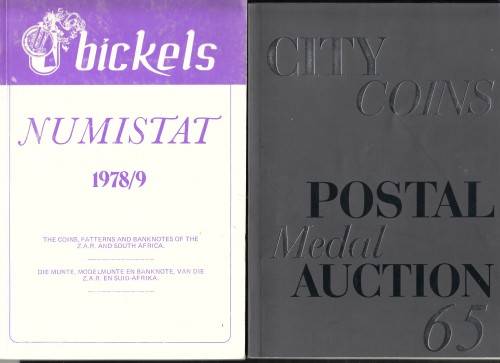 bickels
NUMISTAT
1978/9
THE COINS, PATTERNS AND BANKNOTES OF THE
Z.A.R. AND SOUTH AFRICA.
DIE MUNTE, MODELMUNTE EN BANKNOTE, VAN DIE
Z.A.R. EN SUID-AFRIKA.
CITY
COINS
POSTAL
Medal
AUCTION
65